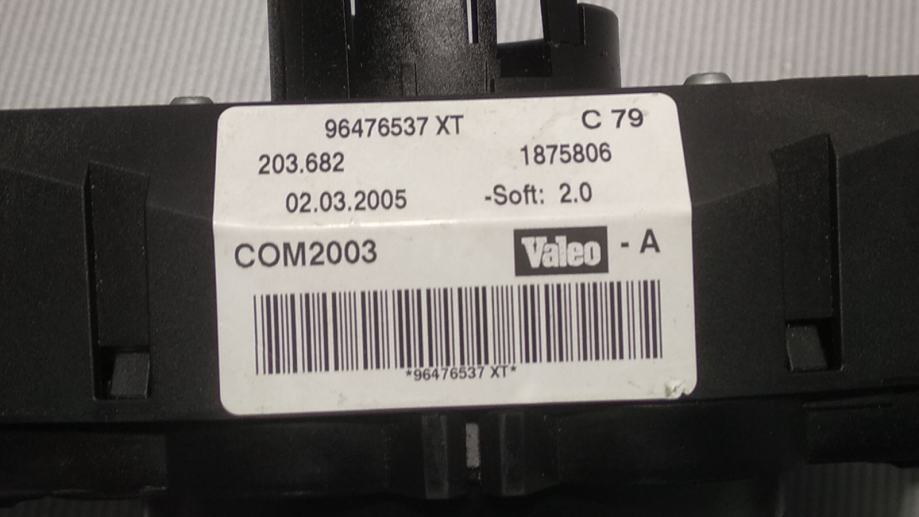 96476537 XT C 79
203.682 1875806
02.03.2005 -Soft: 2.0
COM2003 Valeo - A
*96476537 XT*